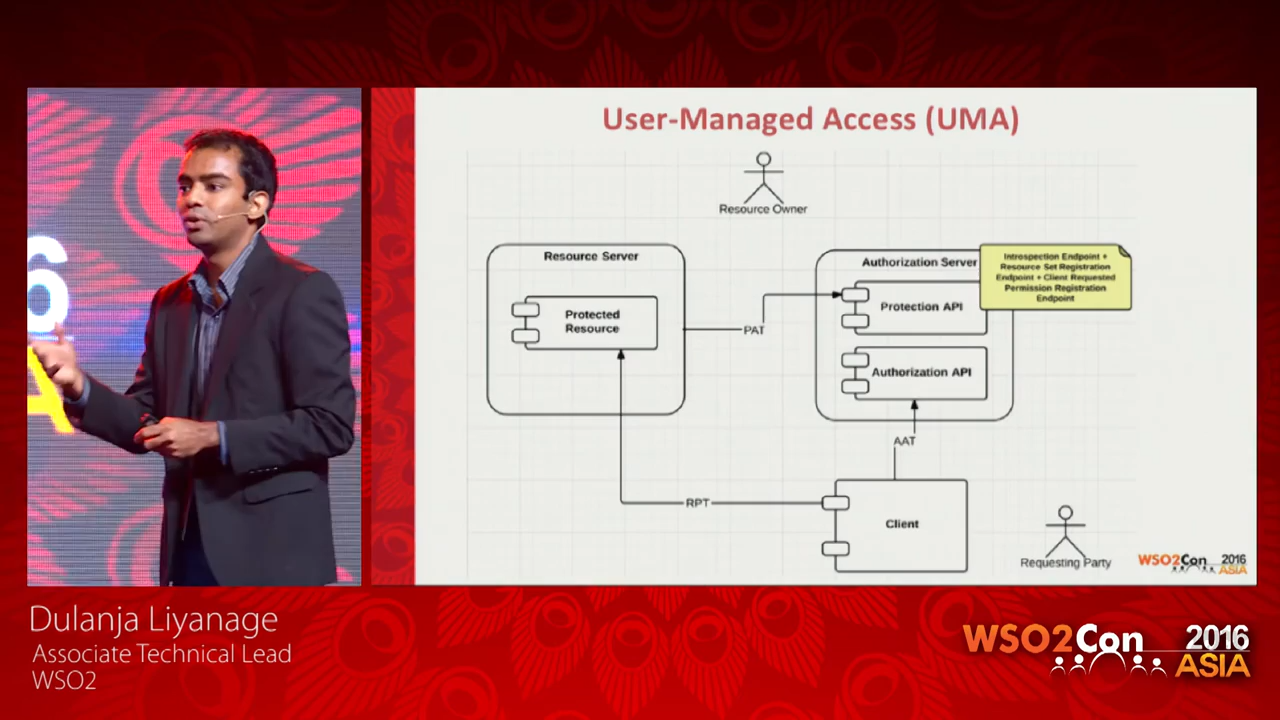 User-Managed Access (UMA)
Resource Owner
Resource Server
Protected
Resource
PAT
Authorization Server
Introspection Endpoint +
Resource Set Registration
Endpoint + Client Requested
Permission Registration
Endpoint
Protection API
Authorization API
AAT
RPT
Client
Requesting Party
WSO2Con 2016
ASIA
6
A
Dulanja Liyanage
Associate Technical Lead
WSO2
WSO2Con 2016
ASIA